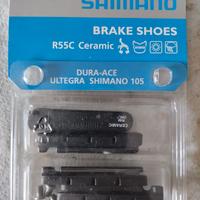 SHIMANO
BRAKE SHOES
R55C Ceramic
DURA-ACE
ULTEGRA SHIMANO 105
CERAMIC